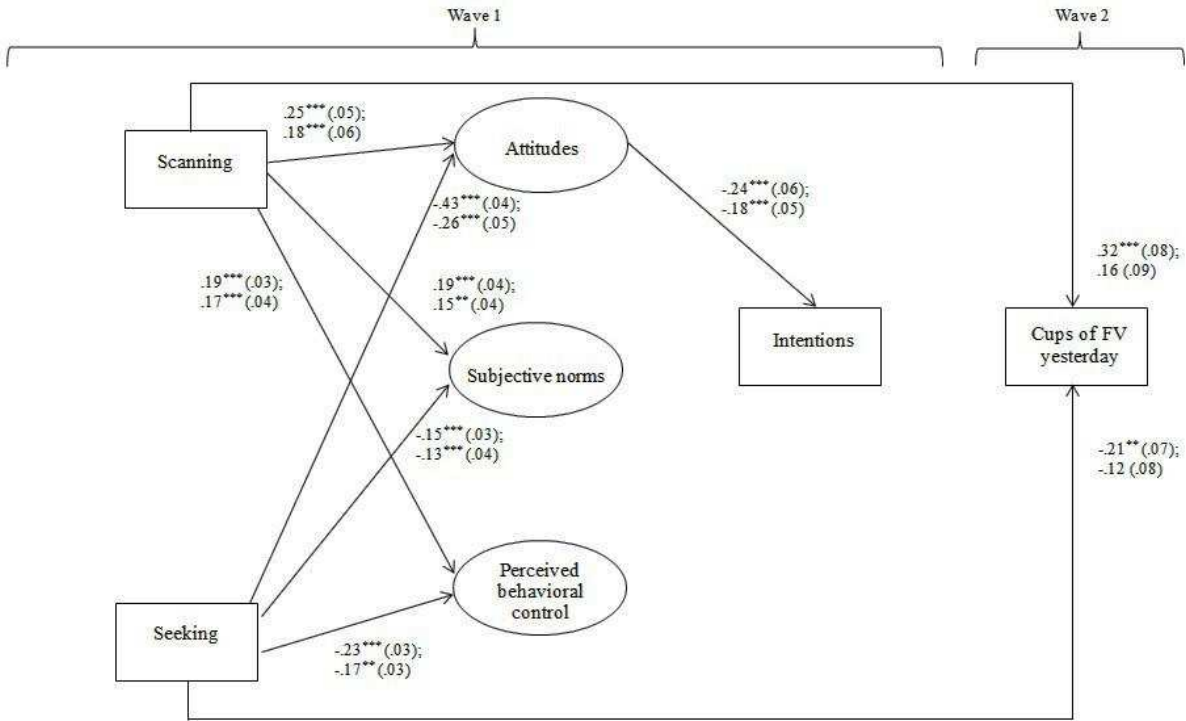 Wave 1
Wave 2
.25***(.05);
.18***(.06)
Scanning
Attitudes
-.43***(.04);
-.26***(.05)
-.24***(.06);
-.18***(.05)
.19***(.03);
.17***(.04)
.19***(.04);
.15**(.04)
.32***(.08);
.16 (.09)
Intentions
Cups of FV
yesterday
Subjective norms
-.15***(.03);
-.13***(.04)
-.21**(.07);
-.12 (.08)
Perceived
behavioral
control
Seeking
-.23***(.03);
-.17**(.03)